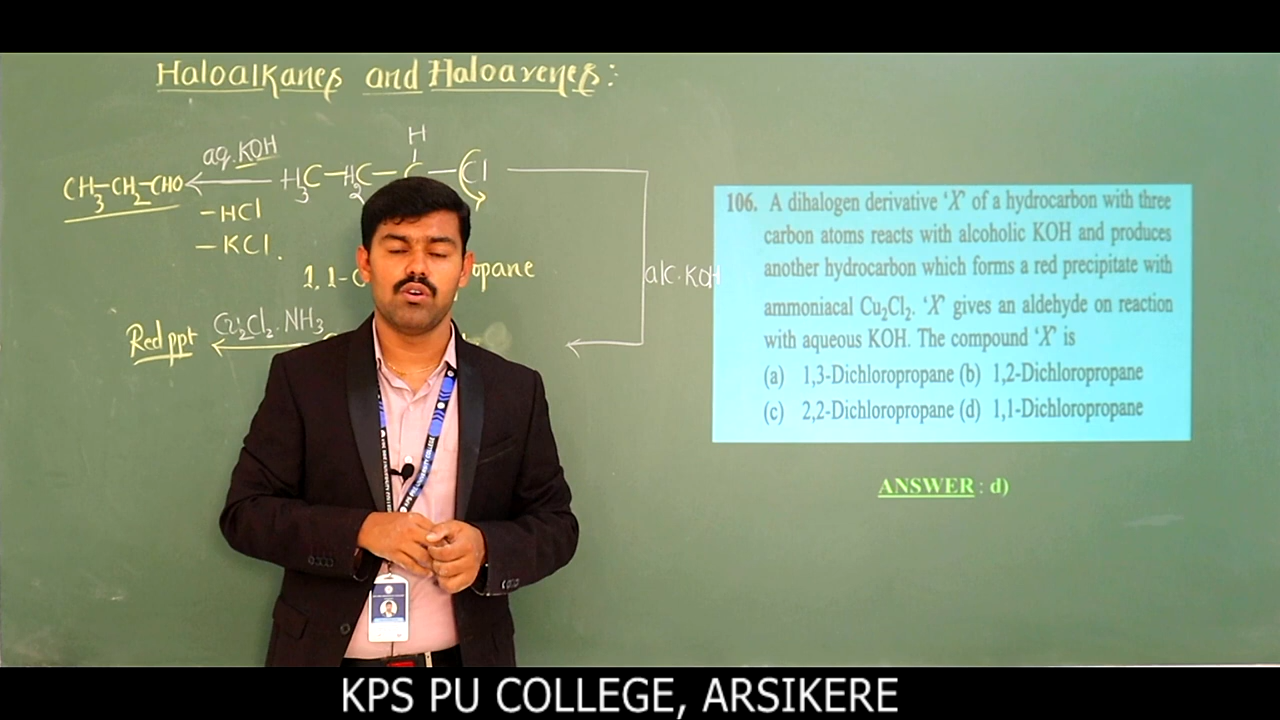 Haloalkanes and Haloarenes:
H
aq.KOH
CH3-CH2-CHO H3C-H2C-C-Cl
-HCl
-KCl.
1,1- opane
alc.KOH
Cu2Cl2.NH3
Red ppt
106. A dihalogen derivative ‘X’ of a hydrocarbon with three
carbon atoms reacts with alcoholic KOH and produces
another hydrocarbon which forms a red precipitate with
ammoniacal Cu2Cl2. ‘X’ gives an aldehyde on reaction
with aqueous KOH. The compound ‘X’ is
(a) 1,3-Dichloropropane (b) 1,2-Dichloropropane
(c) 2,2-Dichloropropane (d) 1,1-Dichloropropane
ANSWER : d)
KPS PU COLLEGE
KPS PU COLLEGE, ARSIKERE